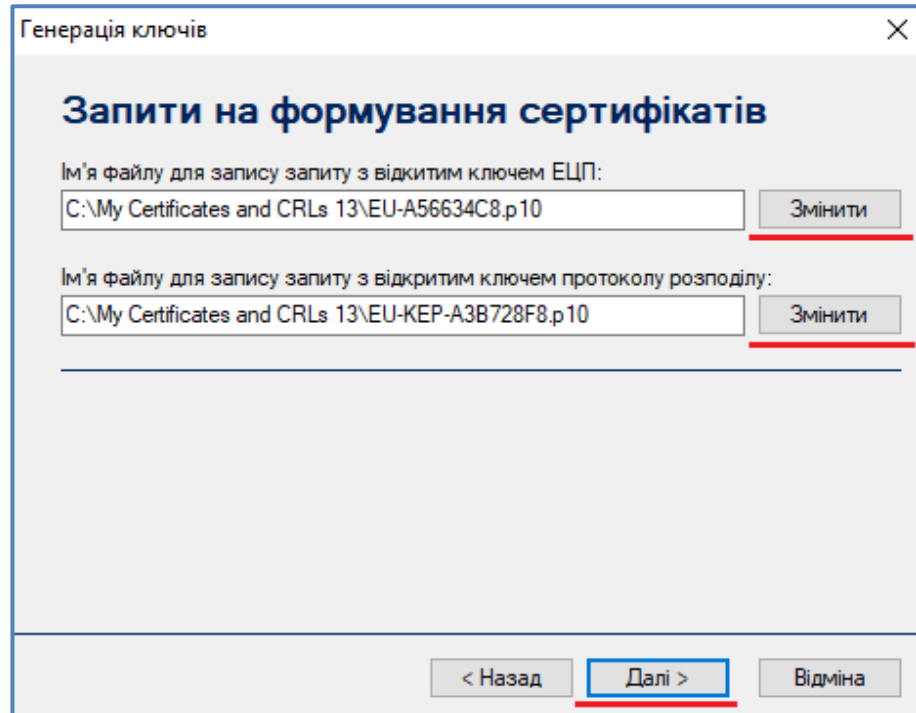 Генерація ключів
Запити на формування сертифікатів
Ім'я файлу для запису запиту з відкитим ключем ЕЦП:
C:\My Certificates and CRLs 13\EU-A56634C8.p10
Змінити
Ім'я файлу для запису запиту з відкритим ключем протоколу розподілу:
C:\My Certificates and CRLs 13\EU-KEP-A3B728F8.p10
Змінити
< Назад
Далі >
Відміна